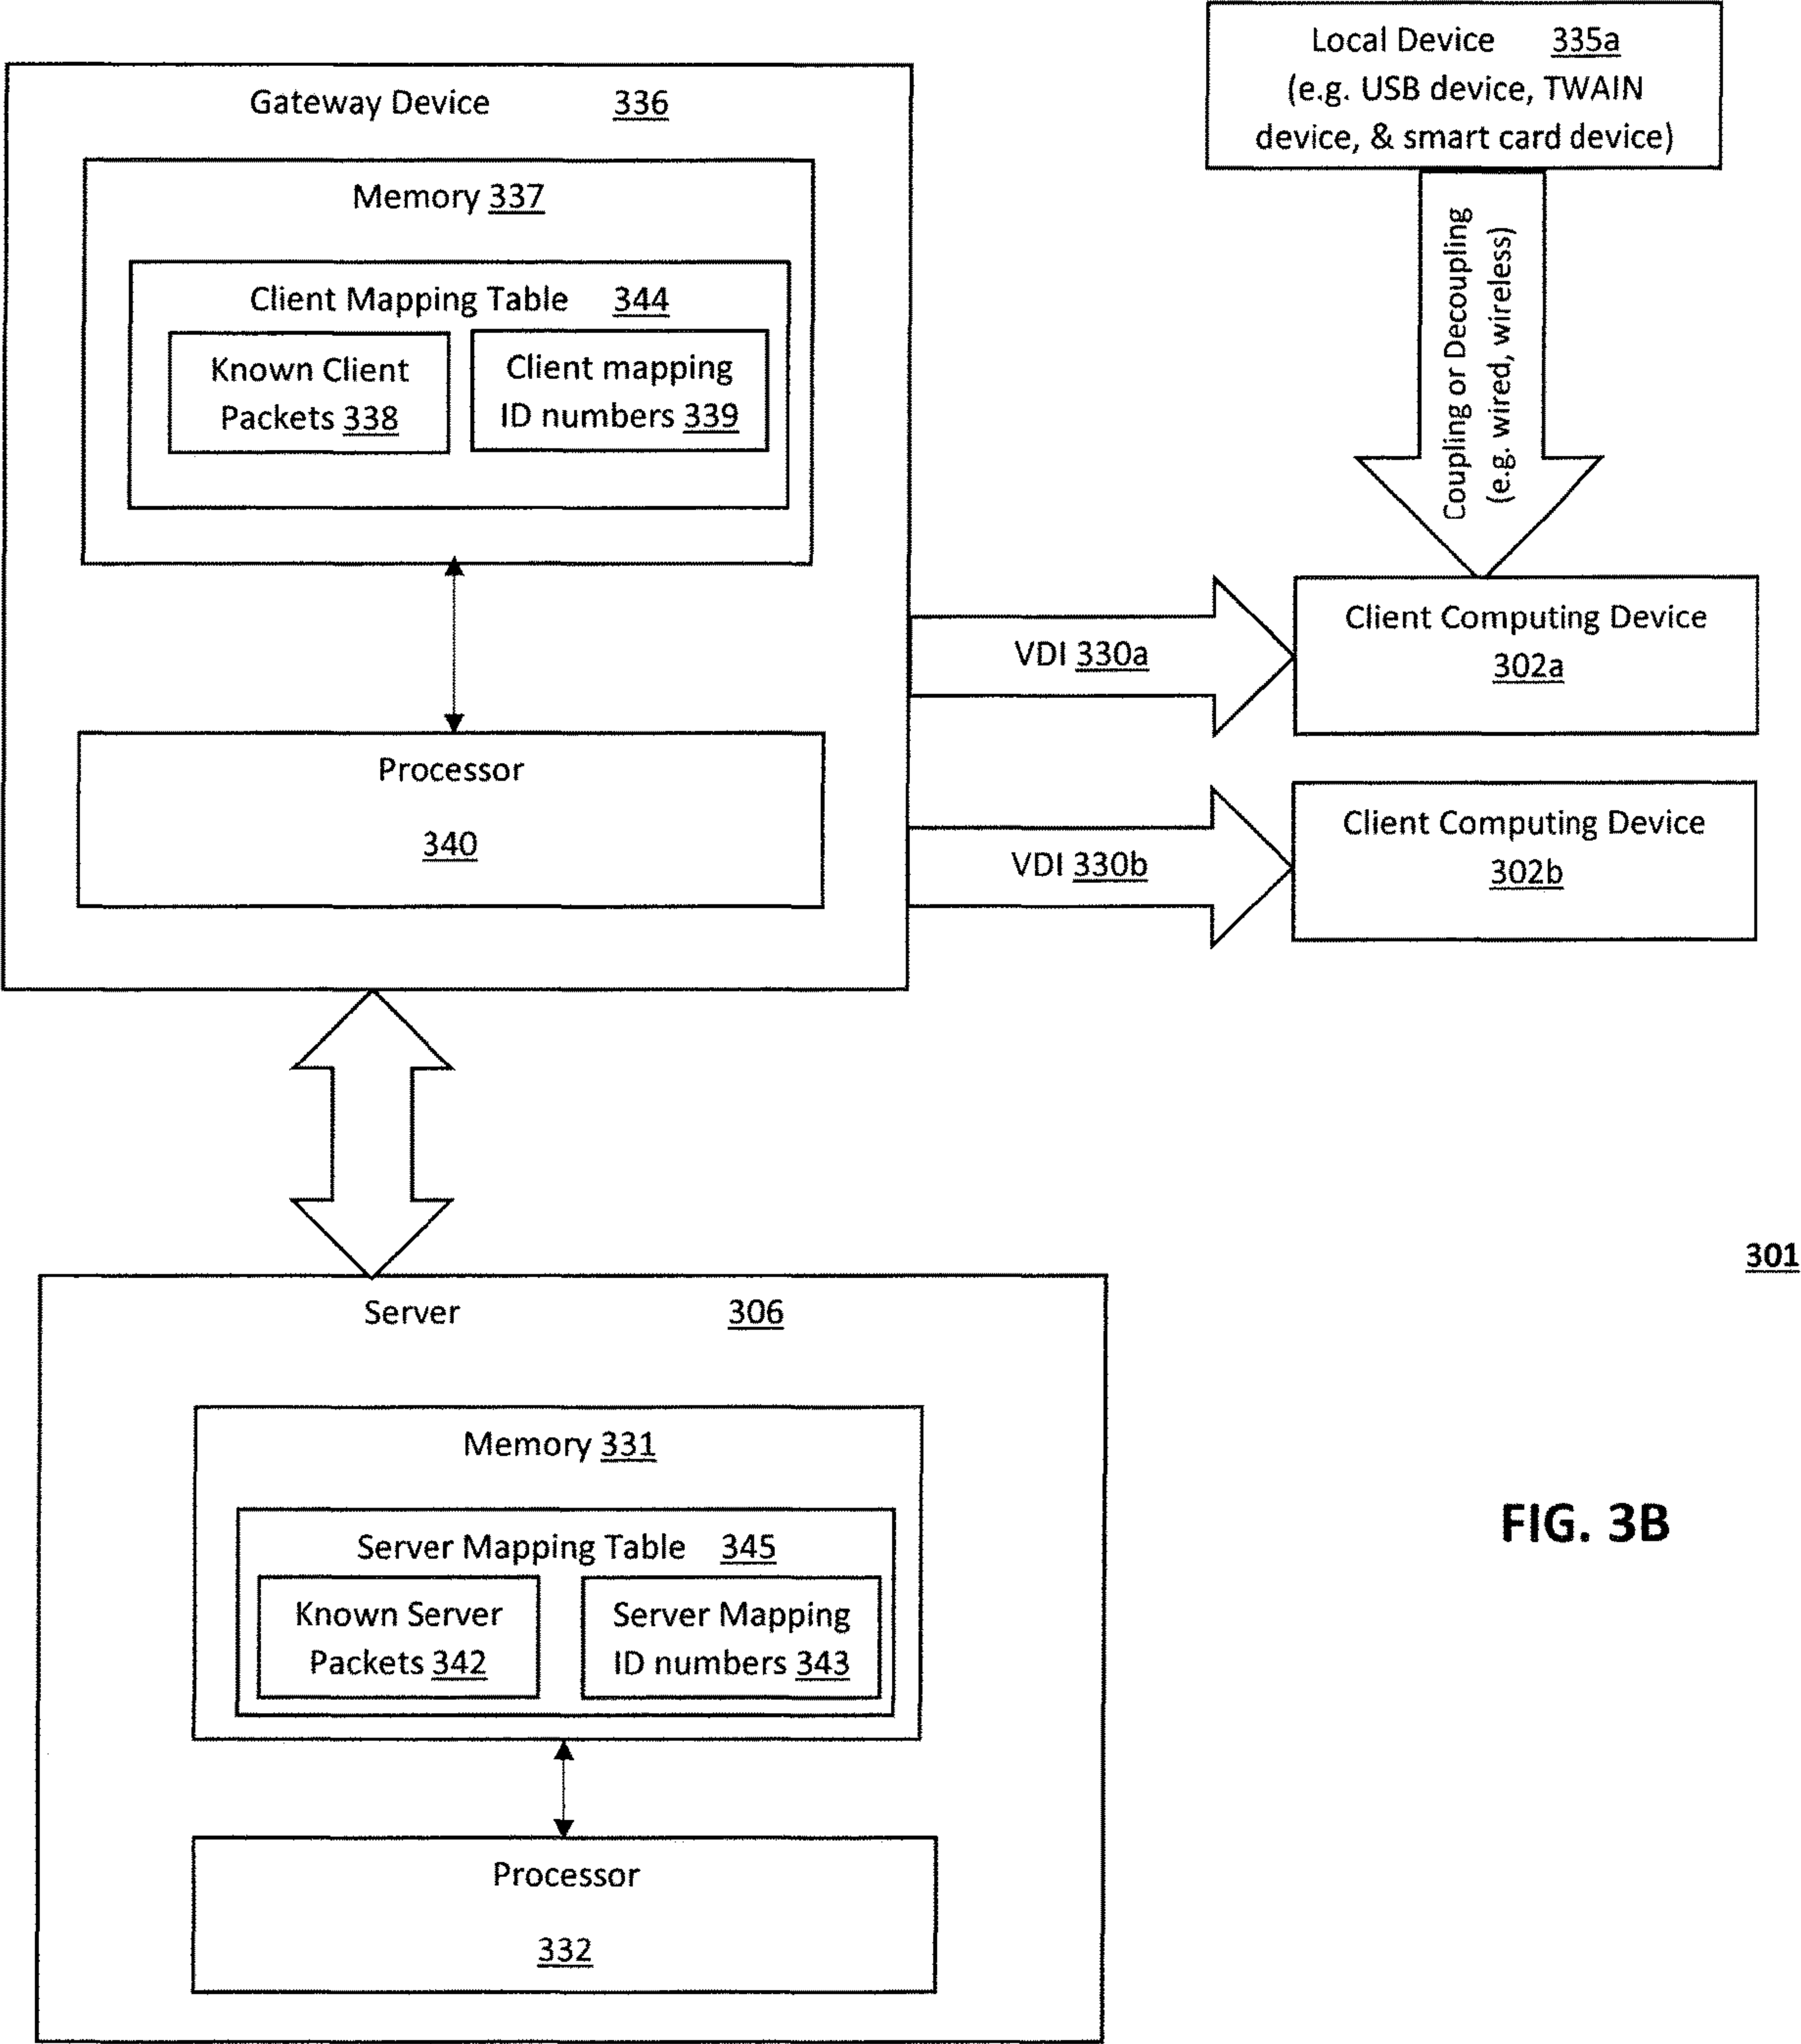 Gateway Device 336
Memory 337
Client Mapping Table 344
Known Client
Packets 338
Client mapping
ID numbers 339
Processor
340
Local Device 335a
(e.g. USB device, TWAIN
device, & smart card device)
Coupling or Decoupling
(e.g. wired, wireless)
VDI 330a
Client Computing Device
302a
VDI 330b
Client Computing Device
302b
Server 306
Memory 331
Server Mapping Table 345
Known Server
Packets 342
Server Mapping
ID numbers 343
Processor
332
301
FIG. 3B